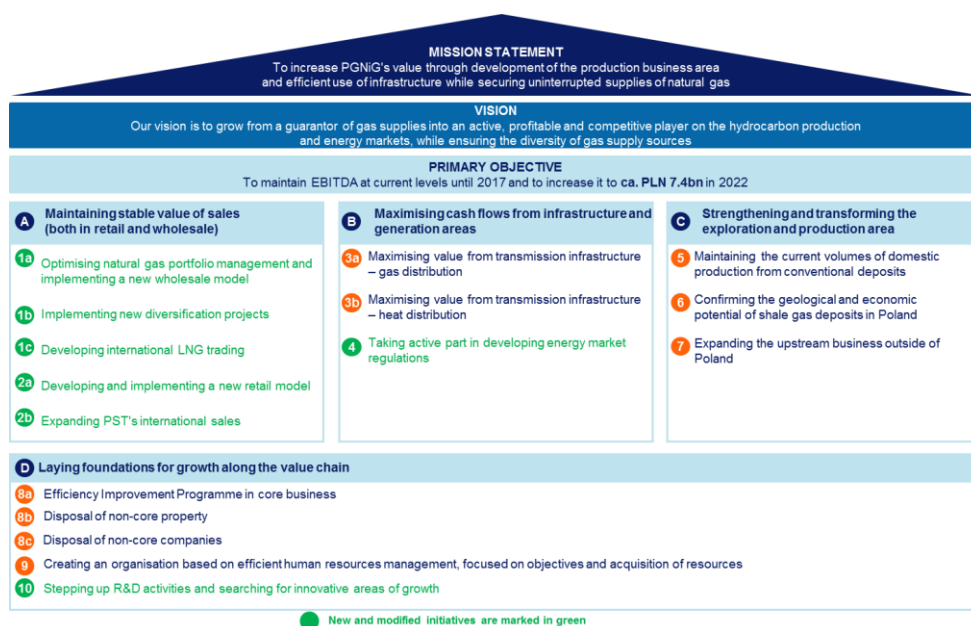 MISSION STATEMENT
To increase PGNiG's value through development of the production business area
and efficient use of infrastructure while securing uninterrupted supplies of natural gas
VISION
Our vision is to grow from a guarantor of gas supplies into an active, profitable and competitive player on the hydrocarbon production
and energy markets, while ensuring the diversity of gas supply sources
PRIMARY OBJECTIVE
To maintain EBITDA at current levels until 2017 and to increase it to ca. PLN 7.4bn in 2022
A Maintaining stable value of sales
(both in retail and wholesale)
1a Optimising natural gas portfolio management and
implementing a new wholesale model
1b Implementing new diversification projects
1c Developing international LNG trading
2a Developing and implementing a new retail model
2b Expanding PST's international sales
B Maximising cash flows from infrastructure and
generation areas
3a Maximising value from transmission infrastructure
– gas distribution
3b Maximising value from transmission infrastructure
– heat distribution
4 Taking active part in developing energy market
regulations
C Strengthening and transforming the
exploration and production area
5 Maintaining the current volumes of domestic
production from conventional deposits
6 Confirming the geological and economic
potential of shale gas deposits in Poland
7 Expanding the upstream business outside of
Poland
D Laying foundations for growth along the value chain
8a Efficiency Improvement Programme in core business
8b Disposal of non-core property
8c Disposal of non-core companies
9 Creating an organisation based on efficient human resources management, focused on objectives and acquisition of resources
10 Stepping up R&D activities and searching for innovative areas of growth
New and modified initiatives are marked in green